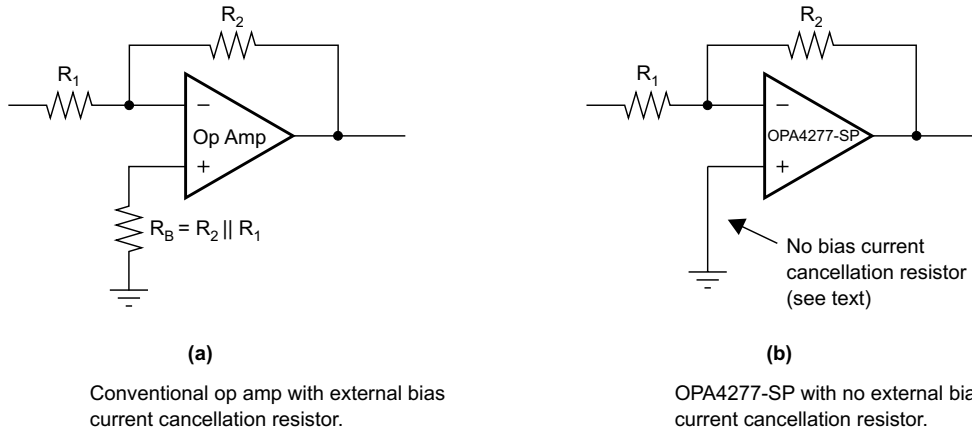 R2
R1
−
Op Amp
+
RB = R2 || R1
(a)
Conventional op amp with external bias
current cancellation resistor.
R2
R1
−
OPA4277-SP
+
No bias current
cancellation resistor
(see text)
(b)
OPA4277-SP with no external bia
current cancellation resistor.